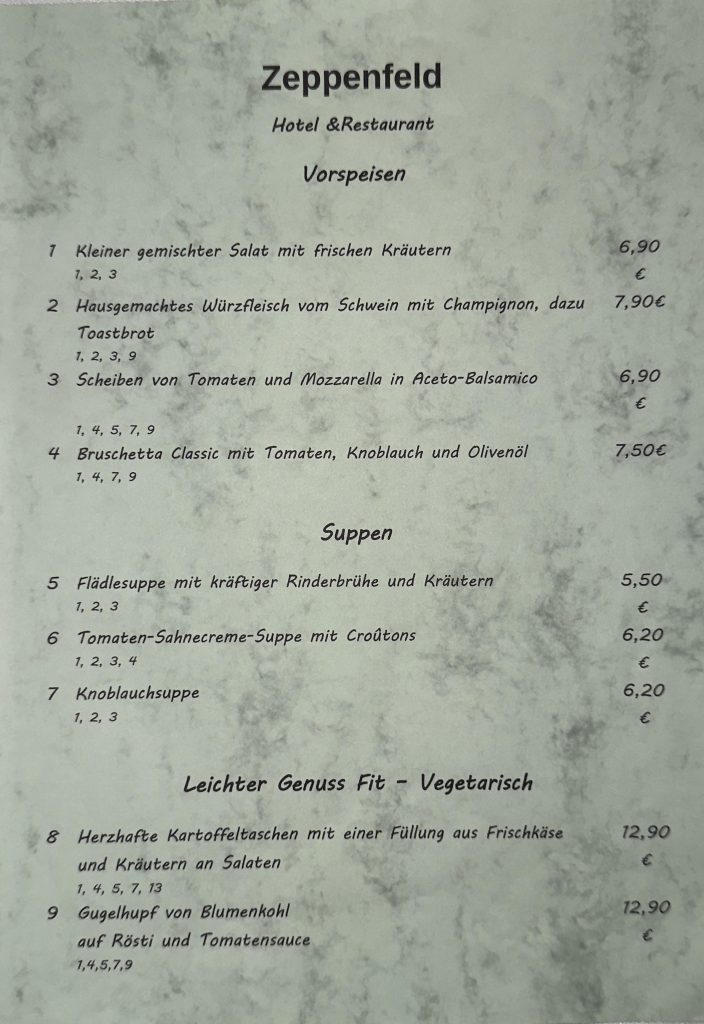 Zeppenfeld
Hotel &Restaurant
Vorspeisen
1 Kleiner gemischter Salat mit frischen Kräutern 6,90
1, 2, 3 €
2 Hausgemachtes Würzfleisch vom Schwein mit Champignon, dazu 7,90€
Toastbrot
1, 2, 3, 9
3 Scheiben von Tomaten und Mozzarella in Aceto-Balsamico 6,90
€
1, 4, 5, 7, 9
4 Bruschetta Classic mit Tomaten, Knoblauch und Olivenöl 7,50€
1, 4, 7, 9
Suppen
5 Flädlesuppe mit kräftiger Rinderbrühe und Kräutern 5,50
1, 2, 3 €
6 Tomaten-Sahnecreme-Suppe mit Croûtons 6,20
1, 2, 3, 4 €
7 Knoblauchsuppe 6,20
1, 2, 3 €
Leichter Genuss Fit - Vegetarisch
8 Herzhafte Kartoffeltaschen mit einer Füllung aus Frischkäse 12,90
und Kräutern an Salaten €
1, 4, 5, 7, 13
9 Gugelhupf von Blumenkohl 12,90
auf Rösti und Tomatensauce €
1,4,5,7,9